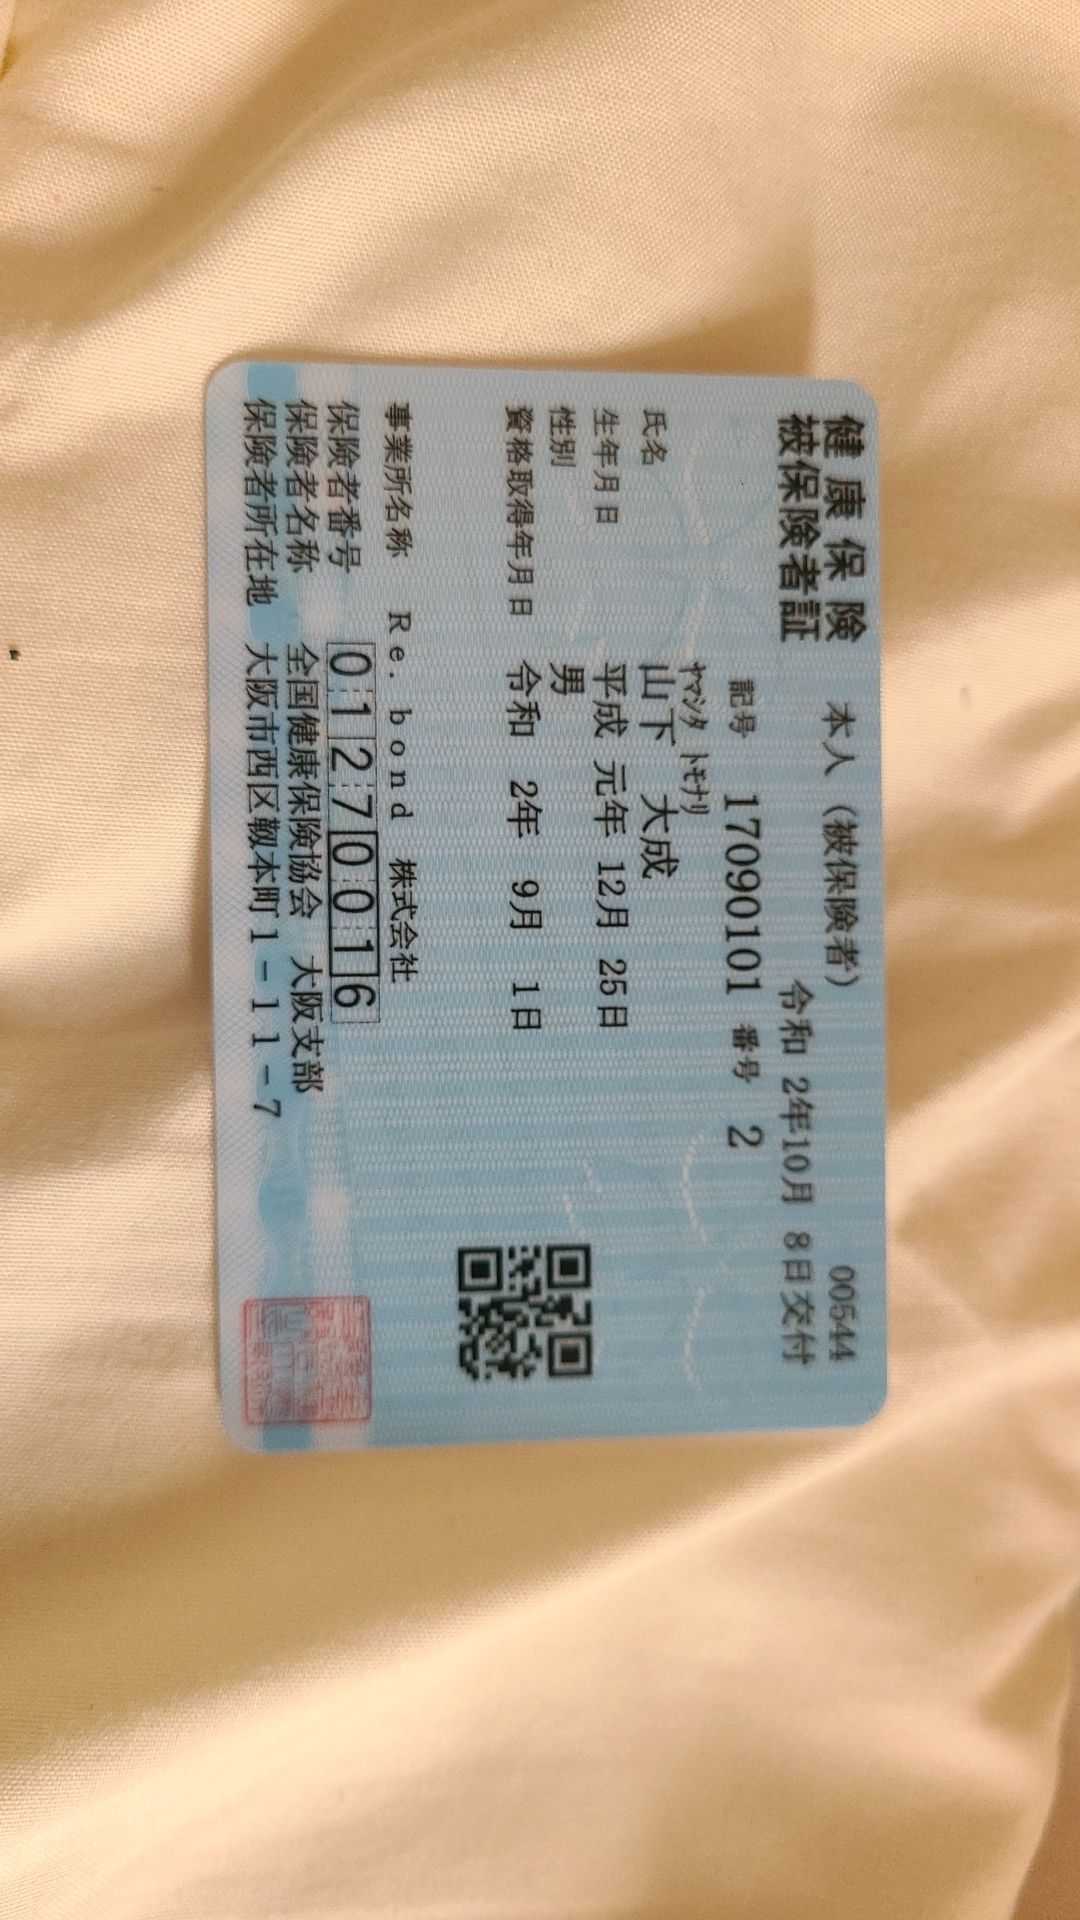 健康保険 本人(被保険者) 00544
被保険者証 令和 2年10月 8日交付
記号 17090101 番号 2
ヤマシタ トモナリ
氏名 山下 大成
生年月日 平成 元年 12月 25日
性別 男
資格取得年月日 令和 2年 9月 1日
事業所名称 Re. bond 株式会社
保険者番号 01270016
保険者名称 全国健康保険協会 大阪支部
保険者所在地 大阪市西区靱本町1-11-7